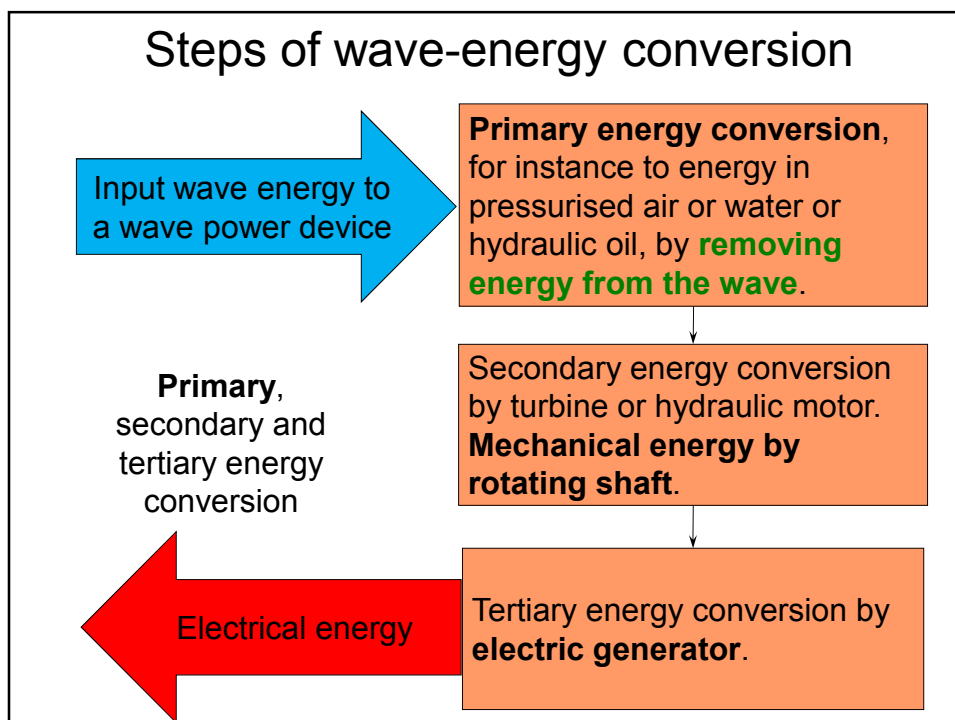 Steps of wave-energy conversion
Input wave energy to
a wave power device
Primary energy conversion,
for instance to energy in
pressurised air or water or
hydraulic oil, by removing
energy from the wave.
Secondary energy conversion
by turbine or hydraulic motor.
Mechanical energy by
rotating shaft.
Primary,
secondary and
tertiary energy
conversion
Tertiary energy conversion by
electric generator.
Electrical energy